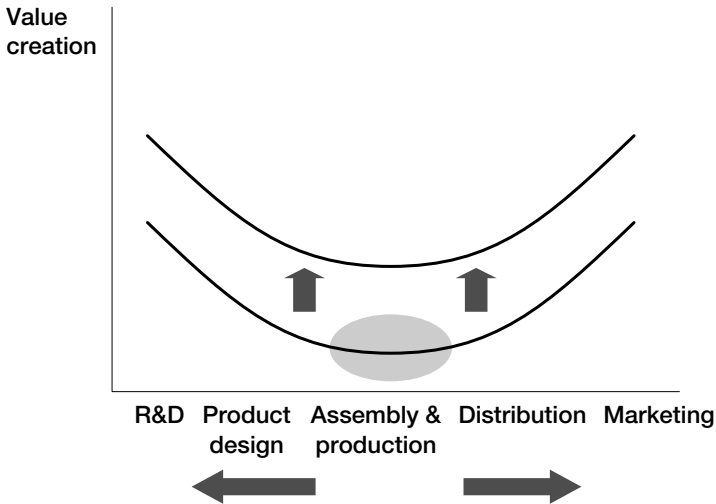 Value
creation
R&D Product Assembly & Distribution Marketing
design production